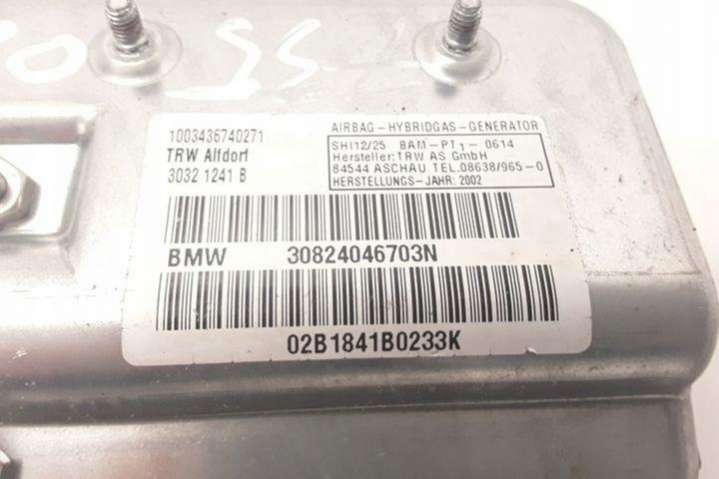 1003436740271
TRW Alfdorf
3032 1241 B
AIRBAG-HYBRIDGAS-GENERATOR
SHI12/25 BAM-PT1-0614
Hersteller:TRW AS GmbH
84544 ASCHAU TEL.08638/965-0
HERSTELLUNGS-JAHR: 2002
BMW 30824046703N
02B1841B0233K